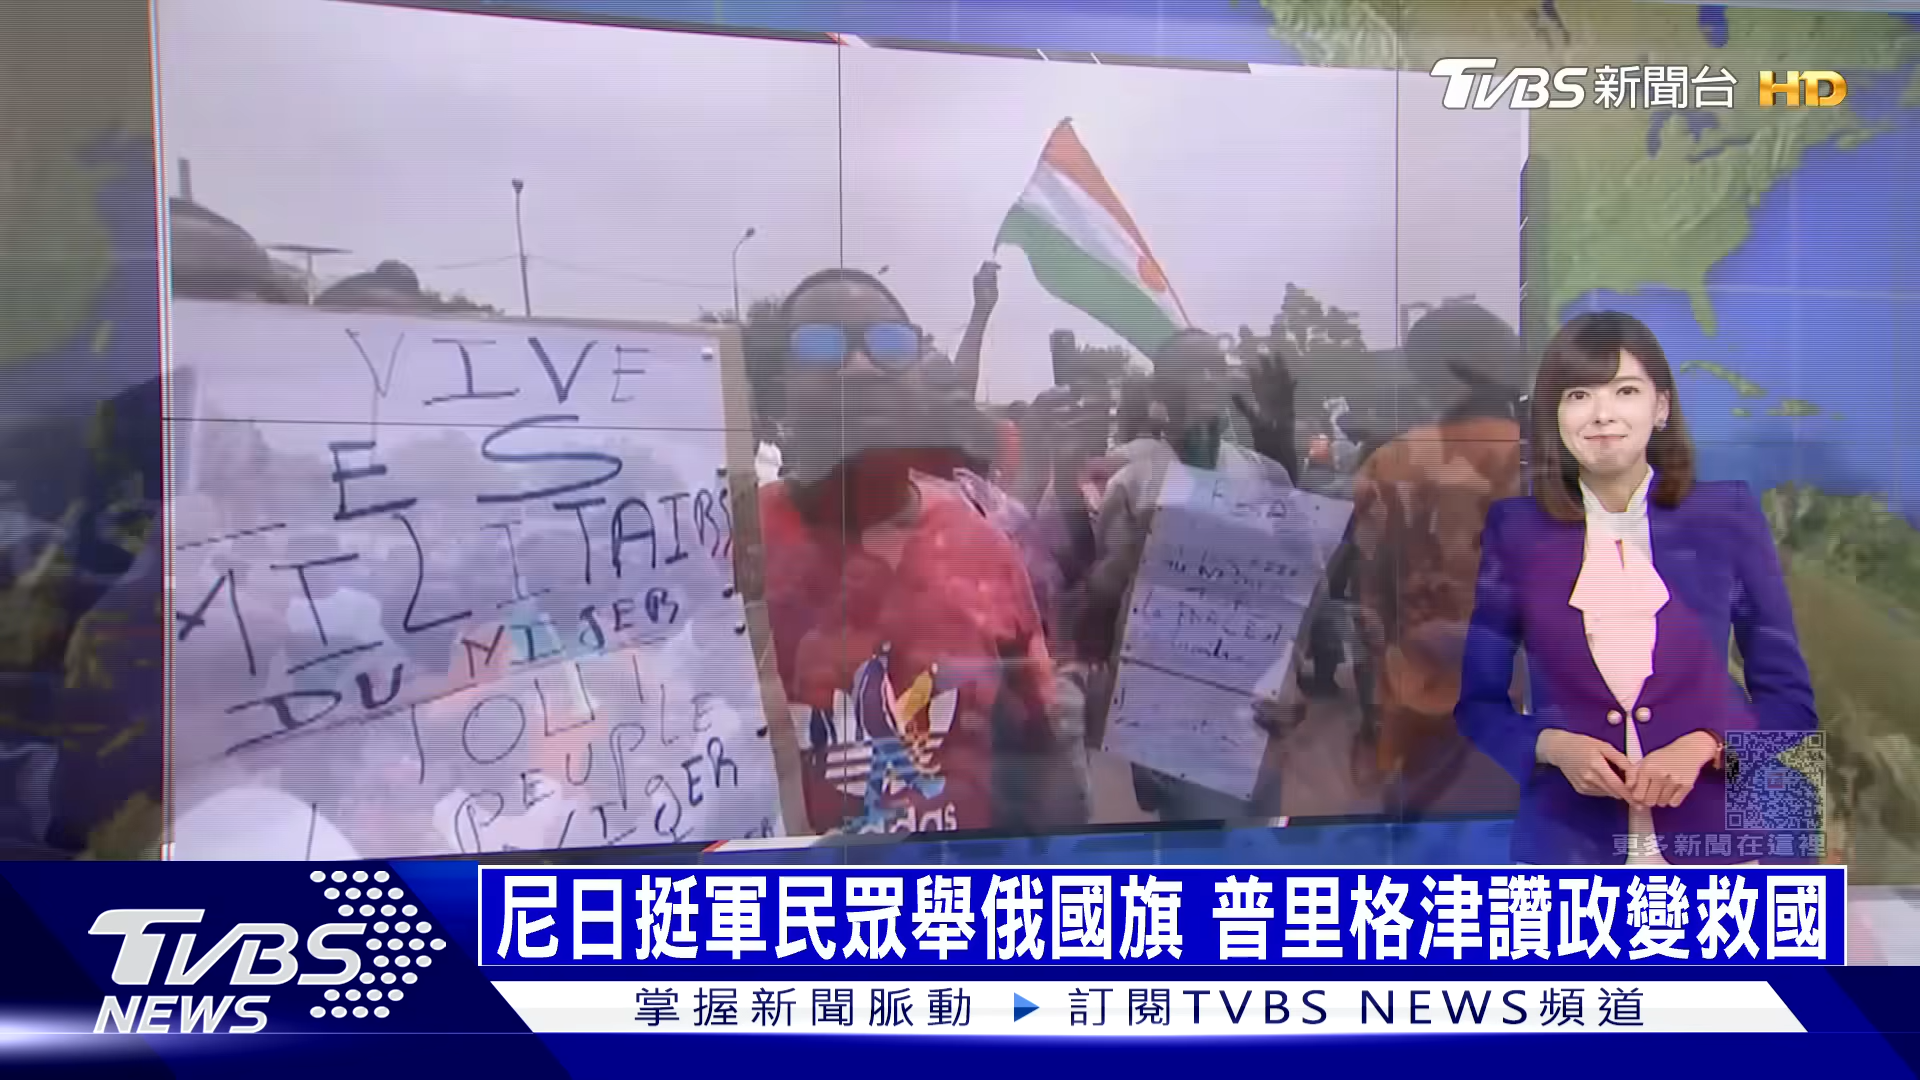 TVBS新聞台 HD
VIVE
ES
MILITAIRS
DU NIGER
PEUPLE
NIGER
adidas
更多新聞在這裡
尼日挺軍民眾舉俄國旗 普里格津讚政變救國
TVBS
NEWS
掌握新聞脈動 ▶ 訂閱TVBS NEWS頻道